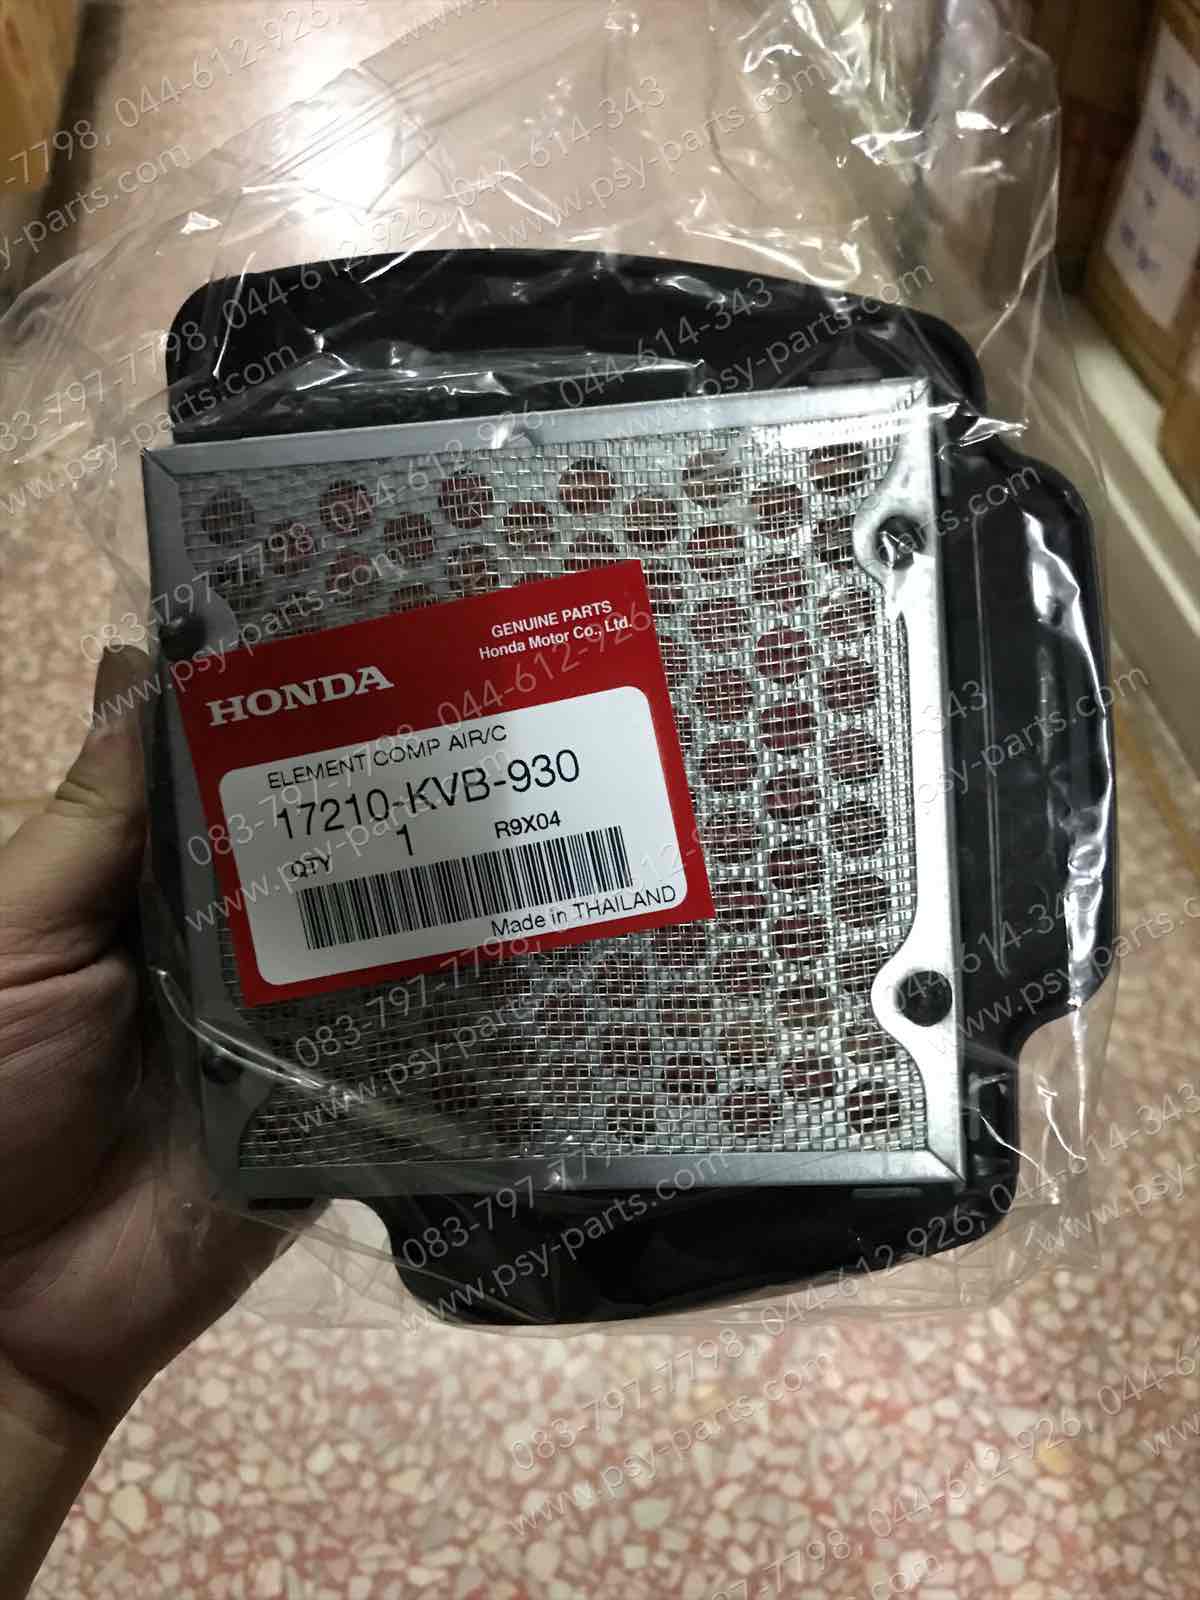 GENUINE PARTS
Honda Motor Co., Ltd.
HONDA
ELEMENT COMP AIR/C
17210-KVB-930
QTY 1 R9X04
Made in THAILAND
083-797-7798, 044-612-926, 044-614-343
www.psy-parts.com